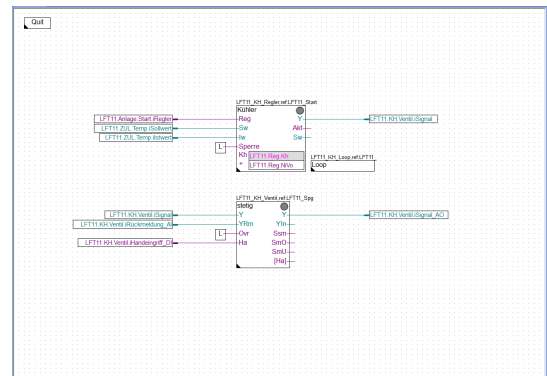 Quit
LFT11_KH_Regler.ref:LFT11_Start
Kühler
LFT11.Anlage.Start.iRegler Reg Y LFT11.KH.Ventil.iSignal
LFT11.ZUL.Temp.iSollwert Sw Akt
LFT11.ZUL.Temp.iIstwert Iw Sw
L Sperre
Kh LFT11.Reg.Kh LFT11_KH_Loop.ref:LFT11_
* LFT11.Reg.NiVo Loop
LFT11_KH_Ventil.ref:LFT11_Spg
stetig
LFT11.KH.Ventil.iSignal Y Y LFT11.KH.Ventil.iSignal_AO
LFT11.KH.Ventil.iRückmeldung_AI YRm YIn
L Ovr Ssm
LFT11.KH.Ventil.iHandeingriff_DI Ha SmO
SmU
[Ha]